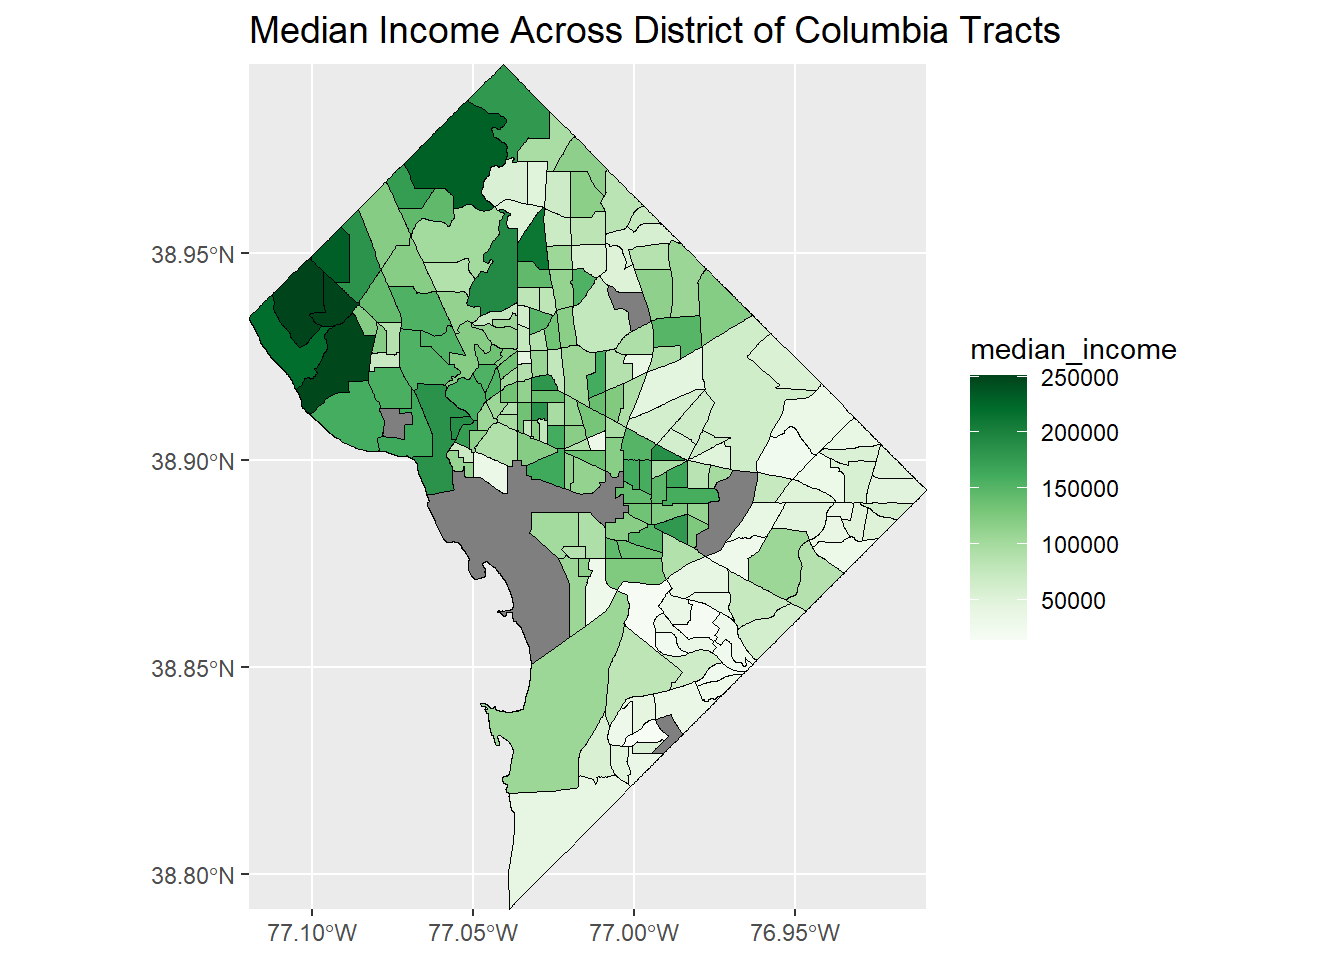 Median Income Across District of Columbia Tracts
38.95°N
38.90°N
38.85°N
38.80°N
77.10°W
77.05°W
77.00°W
76.95°W
median_income
250000
200000
150000
100000
50000